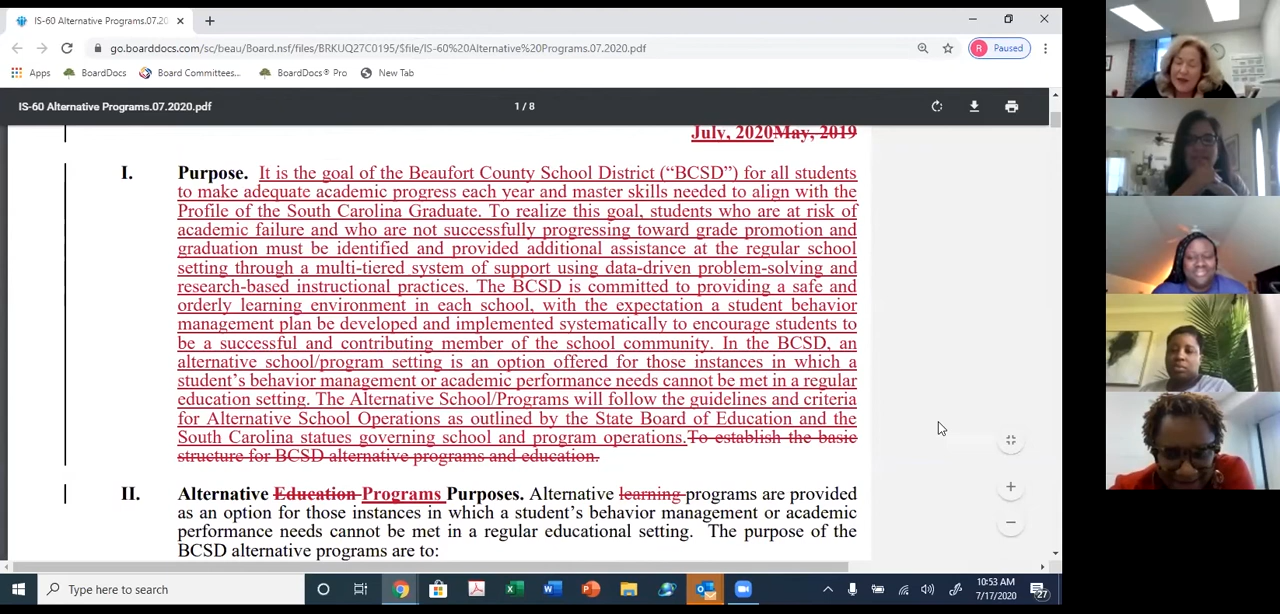 IS-60 Alternative Programs.07.20
go.boarddocs.com/sc/beau/Board.nsf/files/BRKUQ27C0195/$file/IS-60%20Alternative%20Programs.07.2020.pdf
R Paused
Apps BoardDocs Board Committees... BoardDocs® Pro New Tab
IS-60 Alternative Programs.07.2020.pdf 1 / 8
July, 2020May, 2019
I. Purpose. It is the goal of the Beaufort County School District (“BCSD”) for all students
to make adequate academic progress each year and master skills needed to align with the
Profile of the South Carolina Graduate. To realize this goal, students who are at risk of
academic failure and who are not successfully progressing toward grade promotion and
graduation must be identified and provided additional assistance at the regular school
setting through a multi-tiered system of support using data-driven problem-solving and
research-based instructional practices. The BCSD is committed to providing a safe and
orderly learning environment in each school, with the expectation a student behavior
management plan be developed and implemented systematically to encourage students to
be a successful and contributing member of the school community. In the BCSD, an
alternative school/program setting is an option offered for those instances in which a
student’s behavior management or academic performance needs cannot be met in a regular
education setting. The Alternative School/Programs will follow the guidelines and criteria
for Alternative School Operations as outlined by the State Board of Education and the
South Carolina statues governing school and program operations.To establish the basic
structure for BCSD alternative programs and education.
II. Alternative Education Programs Purposes. Alternative learning programs are provided
as an option for those instances in which a student’s behavior management or academic
performance needs cannot be met in a regular educational setting. The purpose of the
BCSD alternative programs are to:
Type here to search
10:53 AM
7/17/2020
27